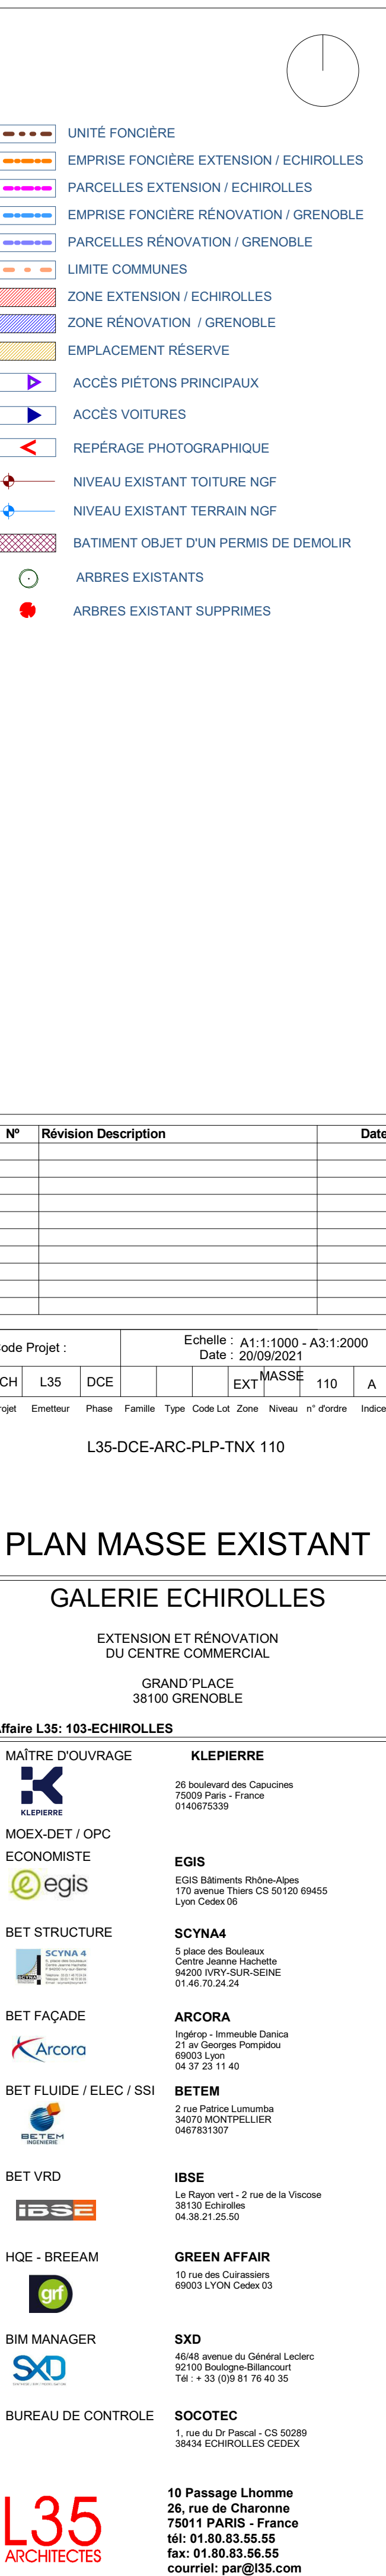 UNITÉ FONCIÈRE
EMPRISE FONCIÈRE EXTENSION / ECHIROLLES
PARCELLES EXTENSION / ECHIROLLES
EMPRISE FONCIÈRE RÉNOVATION / GRENOBLE
PARCELLES RÉNOVATION / GRENOBLE
LIMITE COMMUNES
ZONE EXTENSION / ECHIROLLES
ZONE RÉNOVATION / GRENOBLE
EMPLACEMENT RÉSERVE
ACCÈS PIÉTONS PRINCIPAUX
ACCÈS VOITURES
REPÉRAGE PHOTOGRAPHIQUE
NIVEAU EXISTANT TOITURE NGF
NIVEAU EXISTANT TERRAIN NGF
BATIMENT OBJET D'UN PERMIS DE DEMOLIR
ARBRES EXISTANTS
ARBRES EXISTANT SUPPRIMES
Nº Révision Description Date
ode Projet :
Echelle : A1:1:1000 - A3:1:2000
Date : 20/09/2021
CH L35 DCE EXT MASSE 110 A
rojet Emetteur Phase Famille Type Code Lot Zone Niveau n° d'ordre Indice
L35-DCE-ARC-PLP-TNX 110
PLAN MASSE EXISTANT
GALERIE ECHIROLLES
EXTENSION ET RÉNOVATION
DU CENTRE COMMERCIAL
GRAND´PLACE
38100 GRENOBLE
ffaire L35: 103-ECHIROLLES
MAÎTRE D'OUVRAGE KLEPIERRE
KLEPIERRE
26 boulevard des Capucines
75009 Paris - France
0140675339
MOEX-DET / OPC
ECONOMISTE
EGIS
egis
EGIS Bâtiments Rhône-Alpes
170 avenue Thiers CS 50120 69455
Lyon Cedex 06
BET STRUCTURE SCYNA4
SCYNA 4
SCYNA
5 place des Bouleaux
Centre Jeanne Hachette
94200 IVRY-SUR-SEINE
01.46.70.24.24
BET FAÇADE ARCORA
Arcora
Ingérop - Immeuble Danica
21 av Georges Pompidou
69003 Lyon
04 37 23 11 40
BET FLUIDE / ELEC / SSI BETEM
BETEM
INGENIERIE
2 rue Patrice Lumumba
34070 MONTPELLIER
0467831307
BET VRD IBSE
IBSE
Le Rayon vert - 2 rue de la Viscose
38130 Echirolles
04.38.21.25.50
HQE - BREEAM GREEN AFFAIR
grf
10 rue des Cuirassiers
69003 LYON Cedex 03
BIM MANAGER SXD
SXD
46/48 avenue du Général Leclerc
92100 Boulogne-Billancourt
Tél : + 33 (0)9 81 76 40 35
BUREAU DE CONTROLE SOCOTEC
1, rue du Dr Pascal - CS 50289
38434 ECHIROLLES CEDEX
L35
ARCHITECTES
10 Passage Lhomme
26, rue de Charonne
75011 PARIS - France
tél: 01.80.83.55.55
fax: 01.80.83.56.55
courriel: par@l35.com